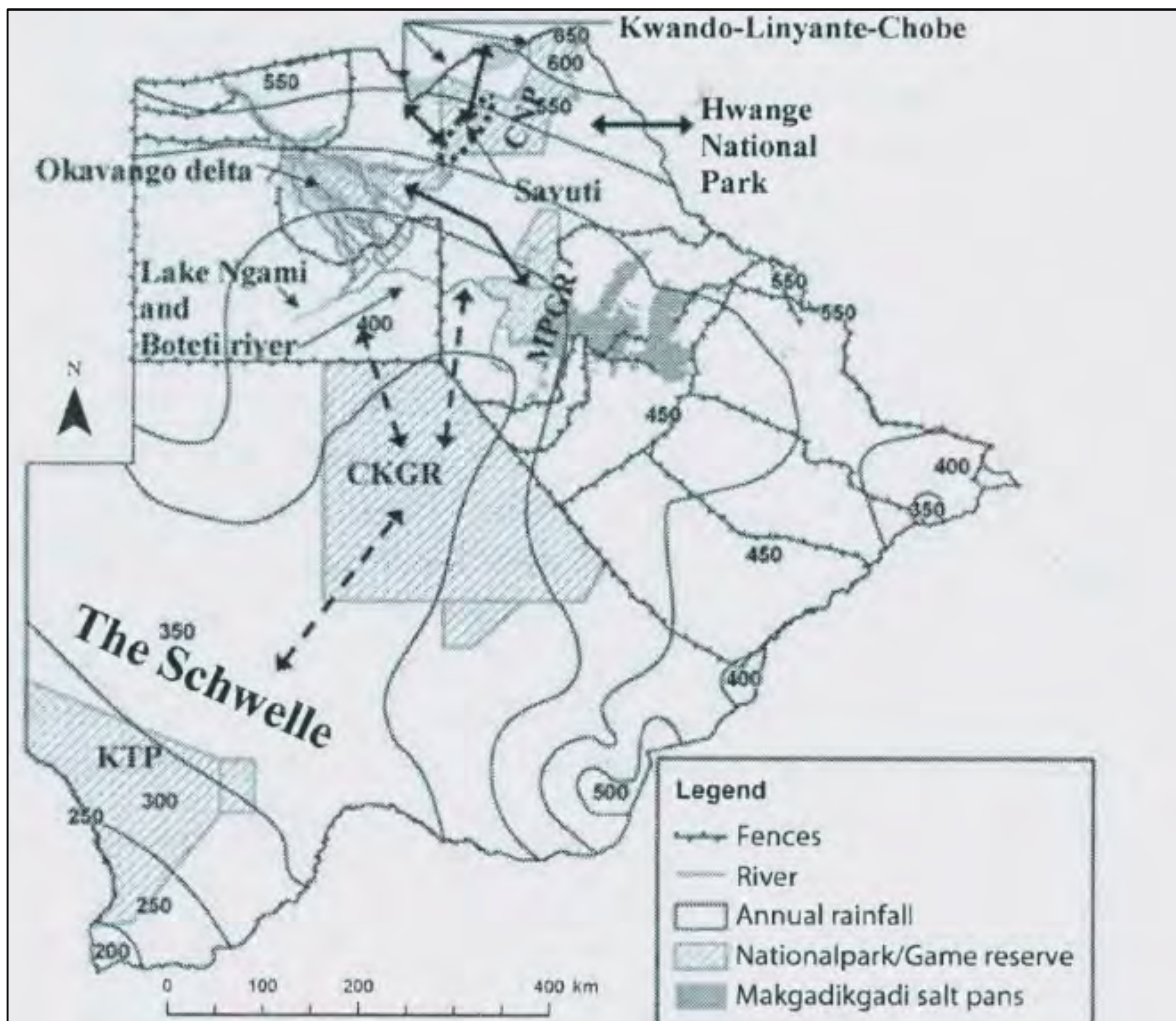 Kwando-Linyante-Chobe
650
600
550
550
CNP
Hwange
National
Park
Okavango delta
Savuti
Lake Ngami
and
Boteti river
400
MPGR
550
550
N
450
CKGR
400
350
450
The Schwelle
350
400
KTP
300
250
500
250
200
0 100 200 400 km
Legend
Fences
River
Annual rainfall
Nationalpark/Game reserve
Makgadikgadi salt pans